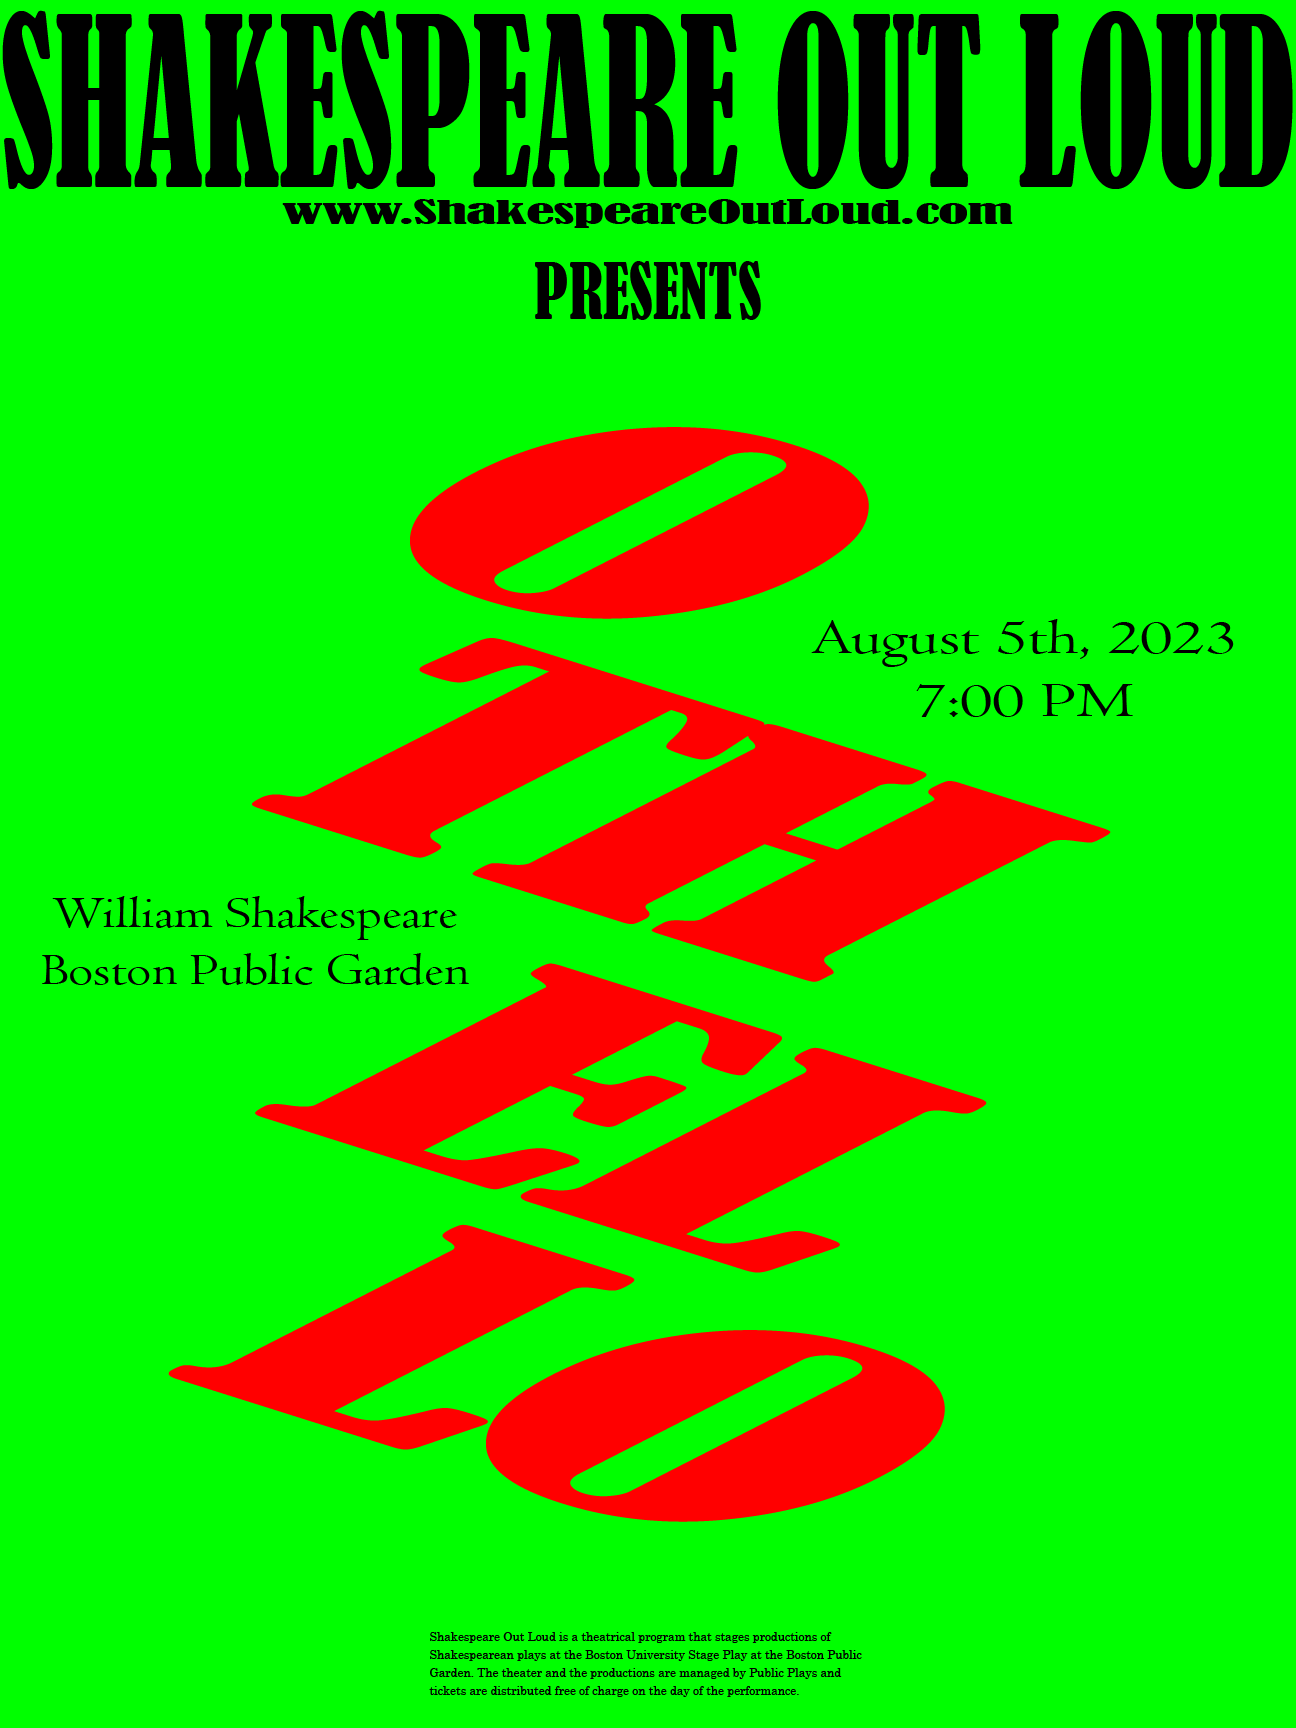 SHAKESPEARE OUT LOUD
www.ShakespeareOutLoud.com
PRESENTS
O
TH
EL
LO
August 5th, 2023
7:00 PM
William Shakespeare
Boston Public Garden
Shakespeare Out Loud is a theatrical program that stages productions of
Shakespearean plays at the Boston University Stage Play at the Boston Public
Garden. The theater and the productions are managed by Public Plays and
tickets are distributed free of charge on the day of the performance.